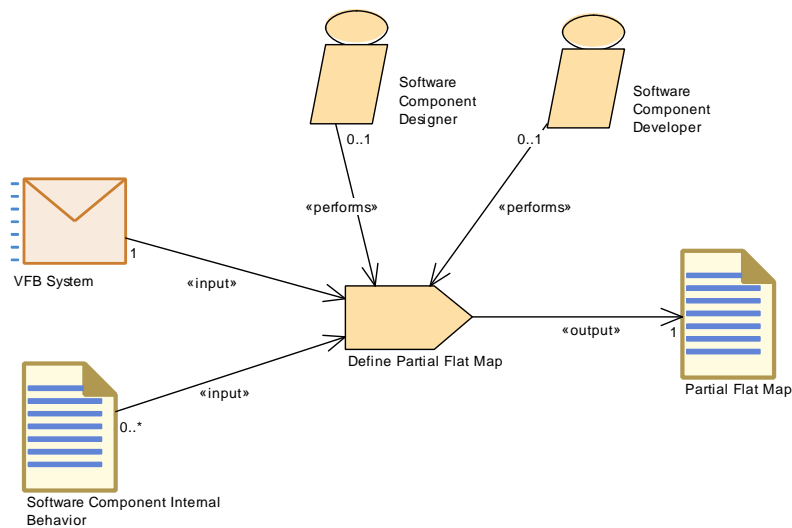 Software
Component
Designer
Software
Component
Developer
0..1
0..1
«performs»
«performs»
1
VFB System
«input»
«output»
1
Define Partial Flat Map
«input»
Partial Flat Map
0..*
Software Component Internal
Behavior